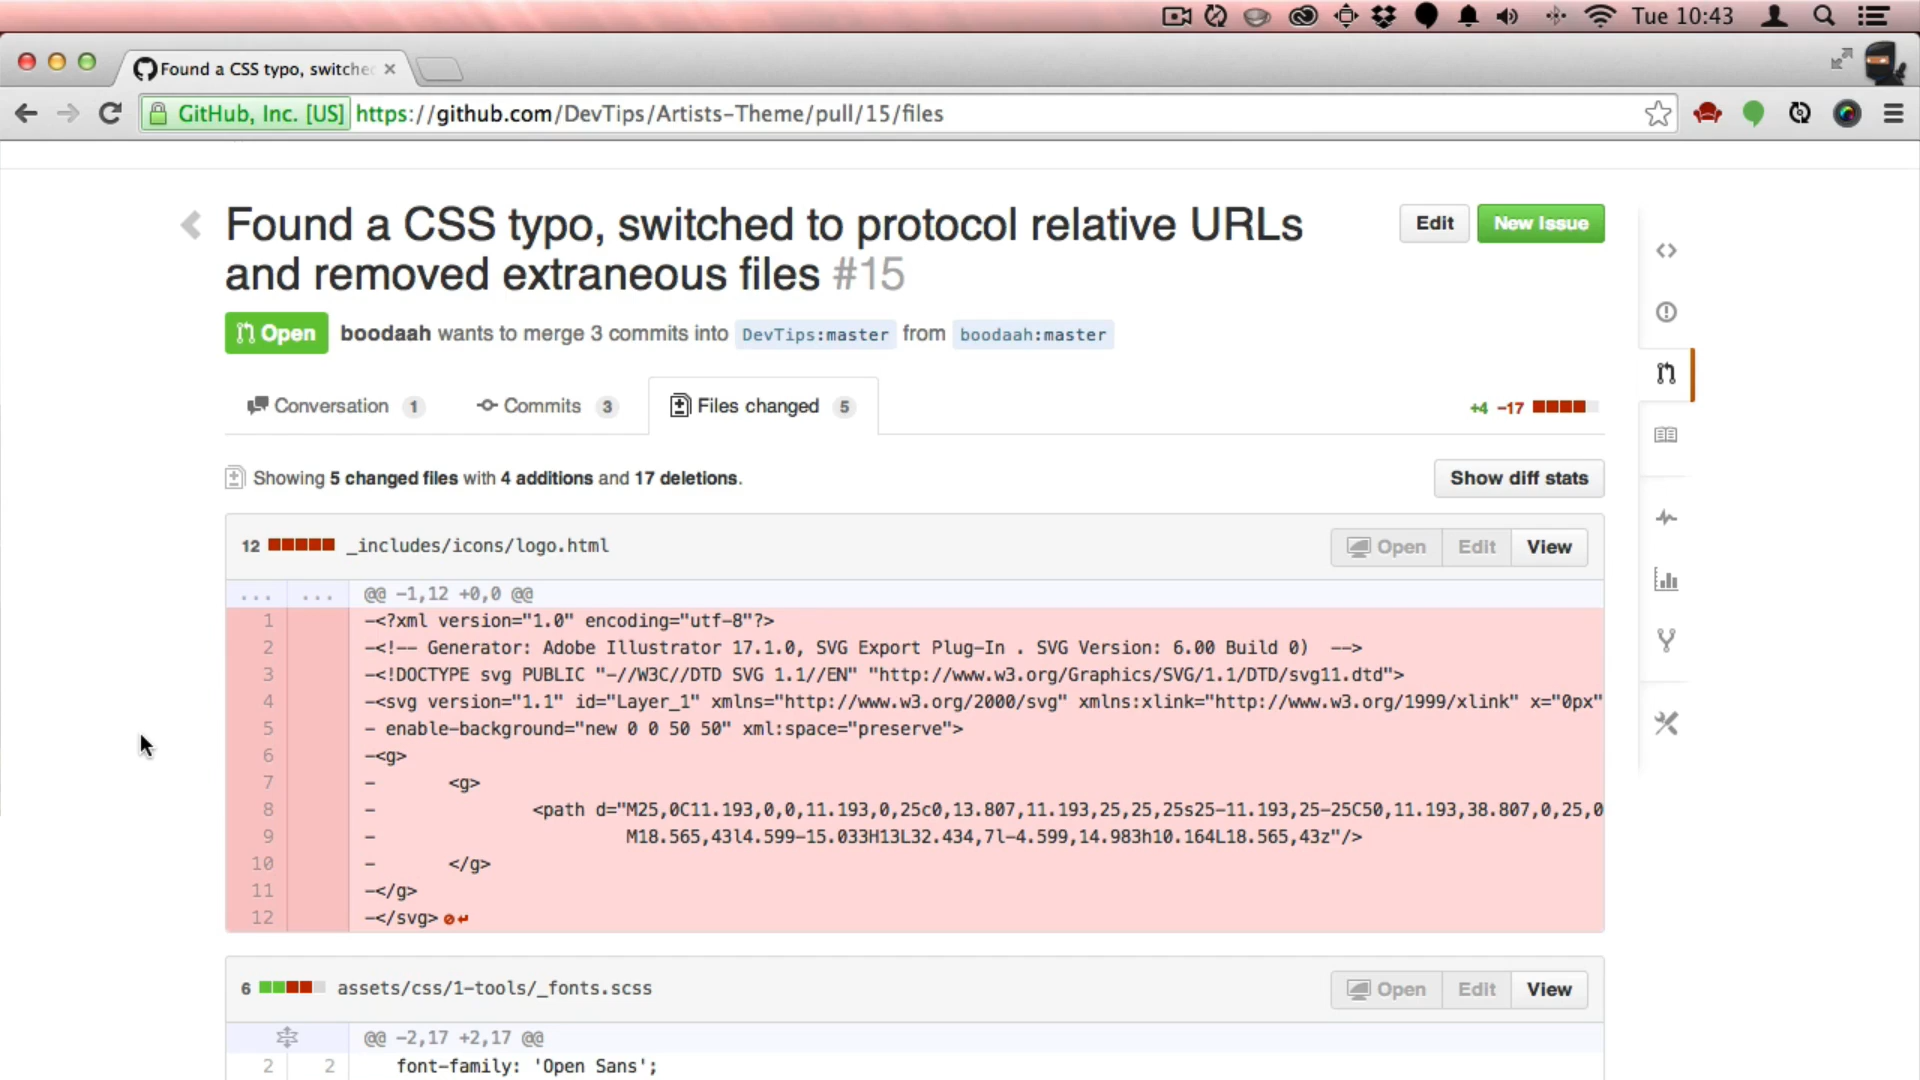 Tue 10:43
Found a CSS typo, switche
GitHub, Inc. [US] https://github.com/DevTips/Artists-Theme/pull/15/files
Found a CSS typo, switched to protocol relative URLs
and removed extraneous files #15
Edit New Issue
Open boodaah wants to merge 3 commits into DevTips:master from boodaah:master
Conversation 1 Commits 3 Files changed 5 +4 −17
Showing 5 changed files with 4 additions and 17 deletions. Show diff stats
12 _includes/icons/logo.html Open Edit View
... ... @@ -1,12 +0,0 @@
1 -<?xml version="1.0" encoding="utf-8"?>
2 -<!-- Generator: Adobe Illustrator 17.1.0, SVG Export Plug-In . SVG Version: 6.00 Build 0)  -->
3 -<!DOCTYPE svg PUBLIC "-//W3C//DTD SVG 1.1//EN" "http://www.w3.org/Graphics/SVG/1.1/DTD/svg11.dtd">
4 -<svg version="1.1" id="Layer_1" xmlns="http://www.w3.org/2000/svg" xmlns:xlink="http://www.w3.org/1999/xlink" x="0px"
5 - enable-background="new 0 0 50 50" xml:space="preserve">
6 -<g>
7 - <g>
8 - <path d="M25,0C11.193,0,0,11.193,0,25c0,13.807,11.193,25,25,25s25-11.193,25-25C50,11.193,38.807,0,25,0
9 - M18.565,43l4.599-15.033H13L32.434,7l-4.599,14.983h10.164L18.565,43z"/>
10 - </g>
11 -</g>
12 -</svg>
6 assets/css/1-tools/_fonts.scss Open Edit View
@@ -2,17 +2,17 @@
2 2 font-family: 'Open Sans';